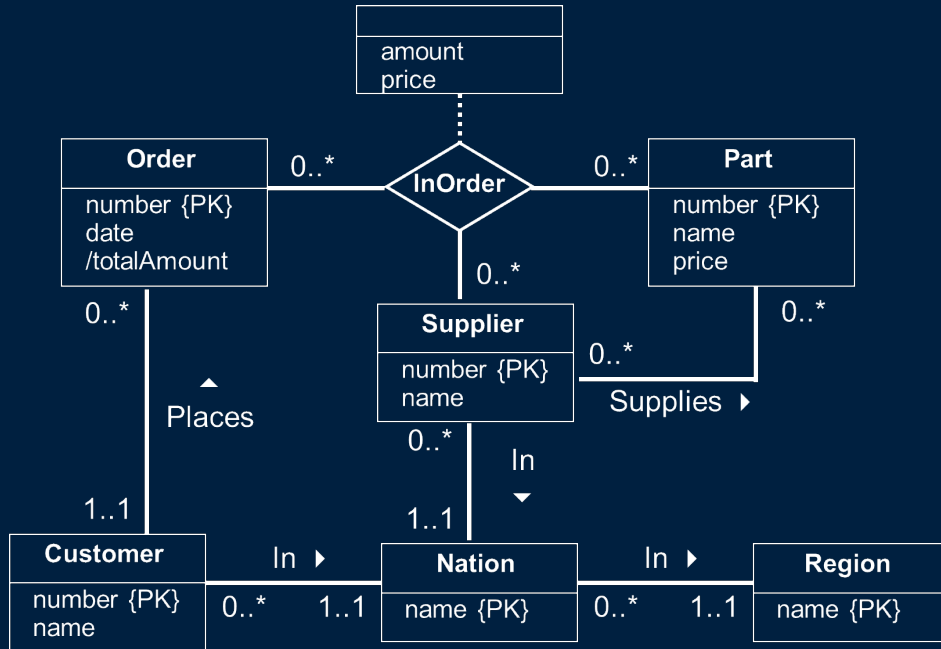 amount
price
Order
number {PK}
date
/totalAmount
0..*
InOrder
0..*
Part
number {PK}
name
price
0..*
0..*
0..*
Supplier
number {PK}
name
0..*
Supplies
Places
0..*
In
1..1
1..1
Customer
number {PK}
name
In
0..*
1..1
Nation
name {PK}
In
0..*
1..1
Region
name {PK}